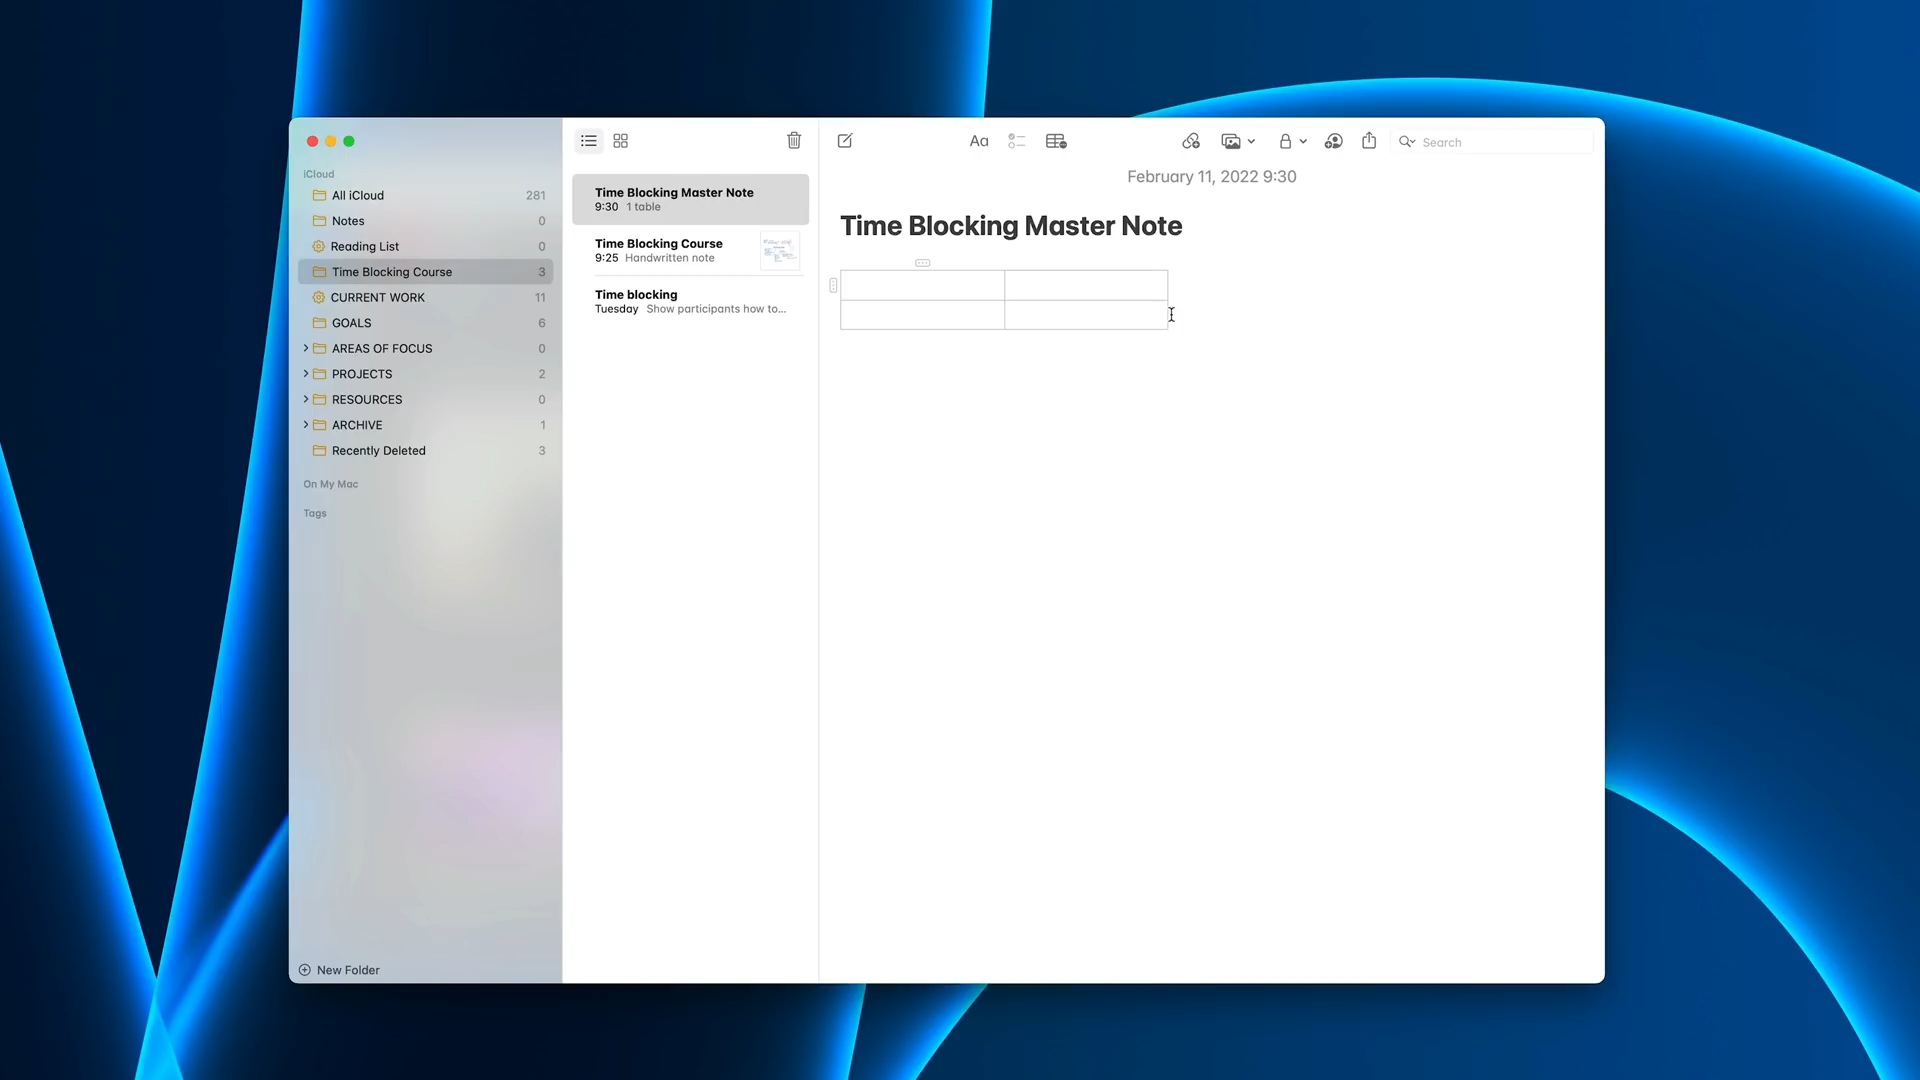 iCloud
All iCloud 281
Notes 0
Reading List 0
Time Blocking Course 3
CURRENT WORK 11
GOALS 6
AREAS OF FOCUS 0
PROJECTS 2
RESOURCES 0
ARCHIVE 1
Recently Deleted 3
On My Mac
Tags
New Folder
Time Blocking Master Note
9:30 1 table
Time Blocking Course
9:25 Handwritten note
Time blocking
Tuesday Show participants how to...
Aa
Search
February 11, 2022 9:30
Time Blocking Master Note